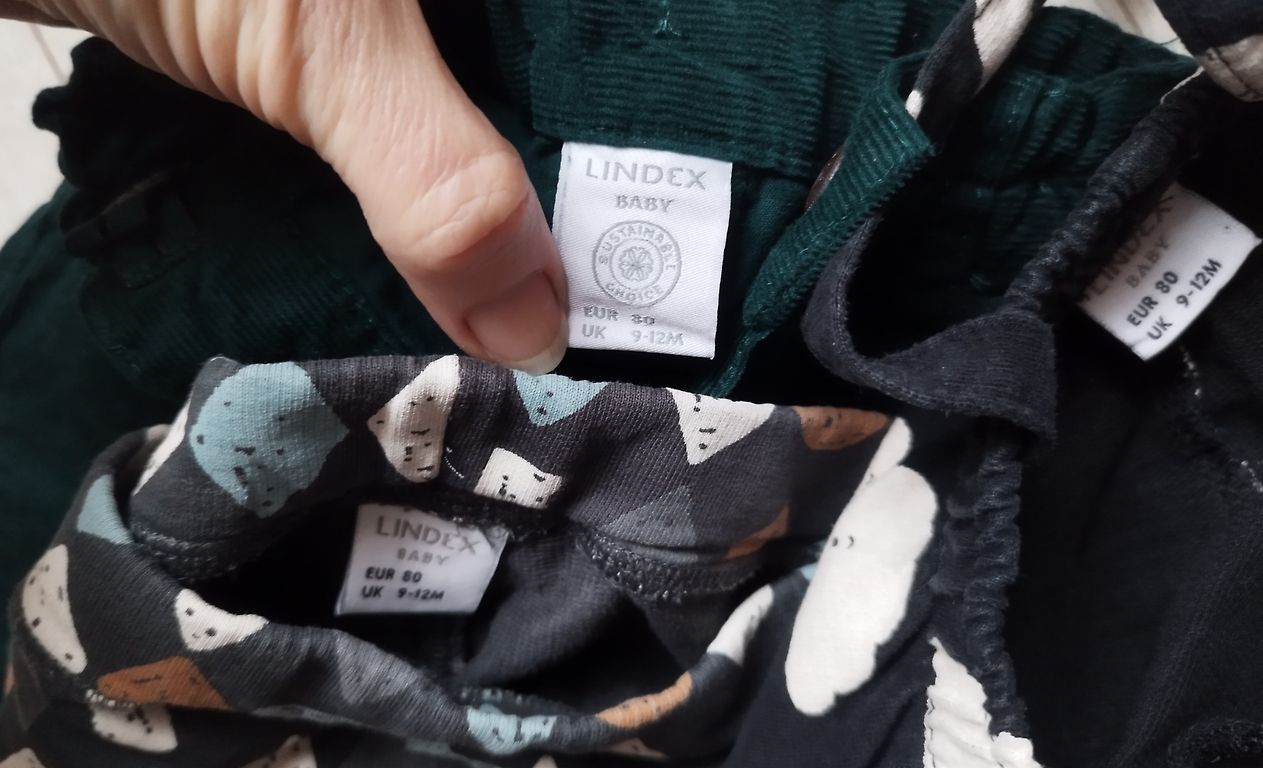 LINDEX
BABY
SUSTAINABLE
CHOICE
EUR 80
UK 9-12M
LINDEX
BABY
EUR 80
UK 9-12M
LINDEX
BABY
EUR 80
UK 9-12M